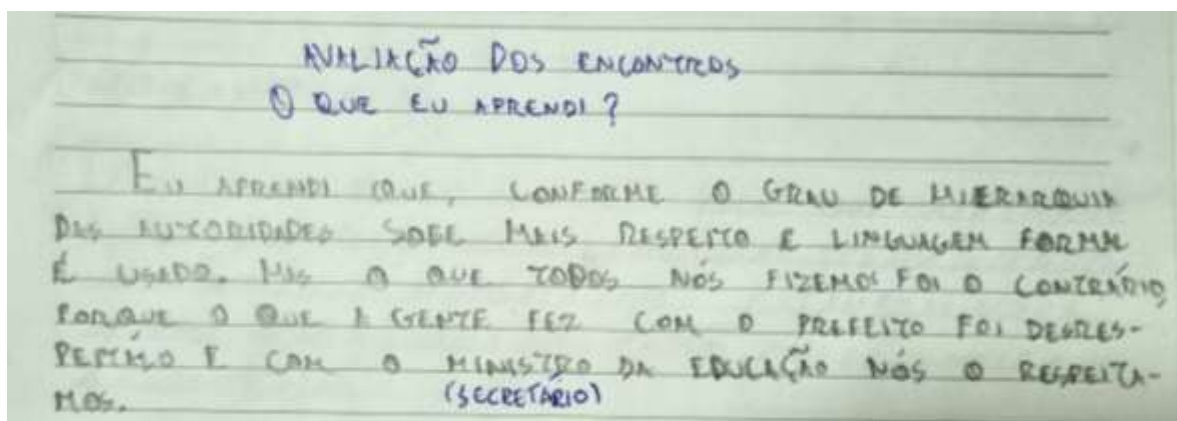 AVALIAÇÃO DOS ENCONTROS
O QUE EU APRENDI?
EU APRENDI QUE, CONFORME O GRAU DE HIERARQUIA
DAS AUTORIDADES SOBE MAIS RESPEITO E LINGUAGEM FORMAL
É USADO. MAS O QUE TODOS NÓS FIZEMOS FOI O CONTRÁRIO,
PORQUE O QUE A GENTE FEZ COM O PREFEITO FOI DESRES-
E COM O MINISTRO DA EDUCAÇÃO NÓS O RESPEITA-
MOS. (SECRETÁRIO)